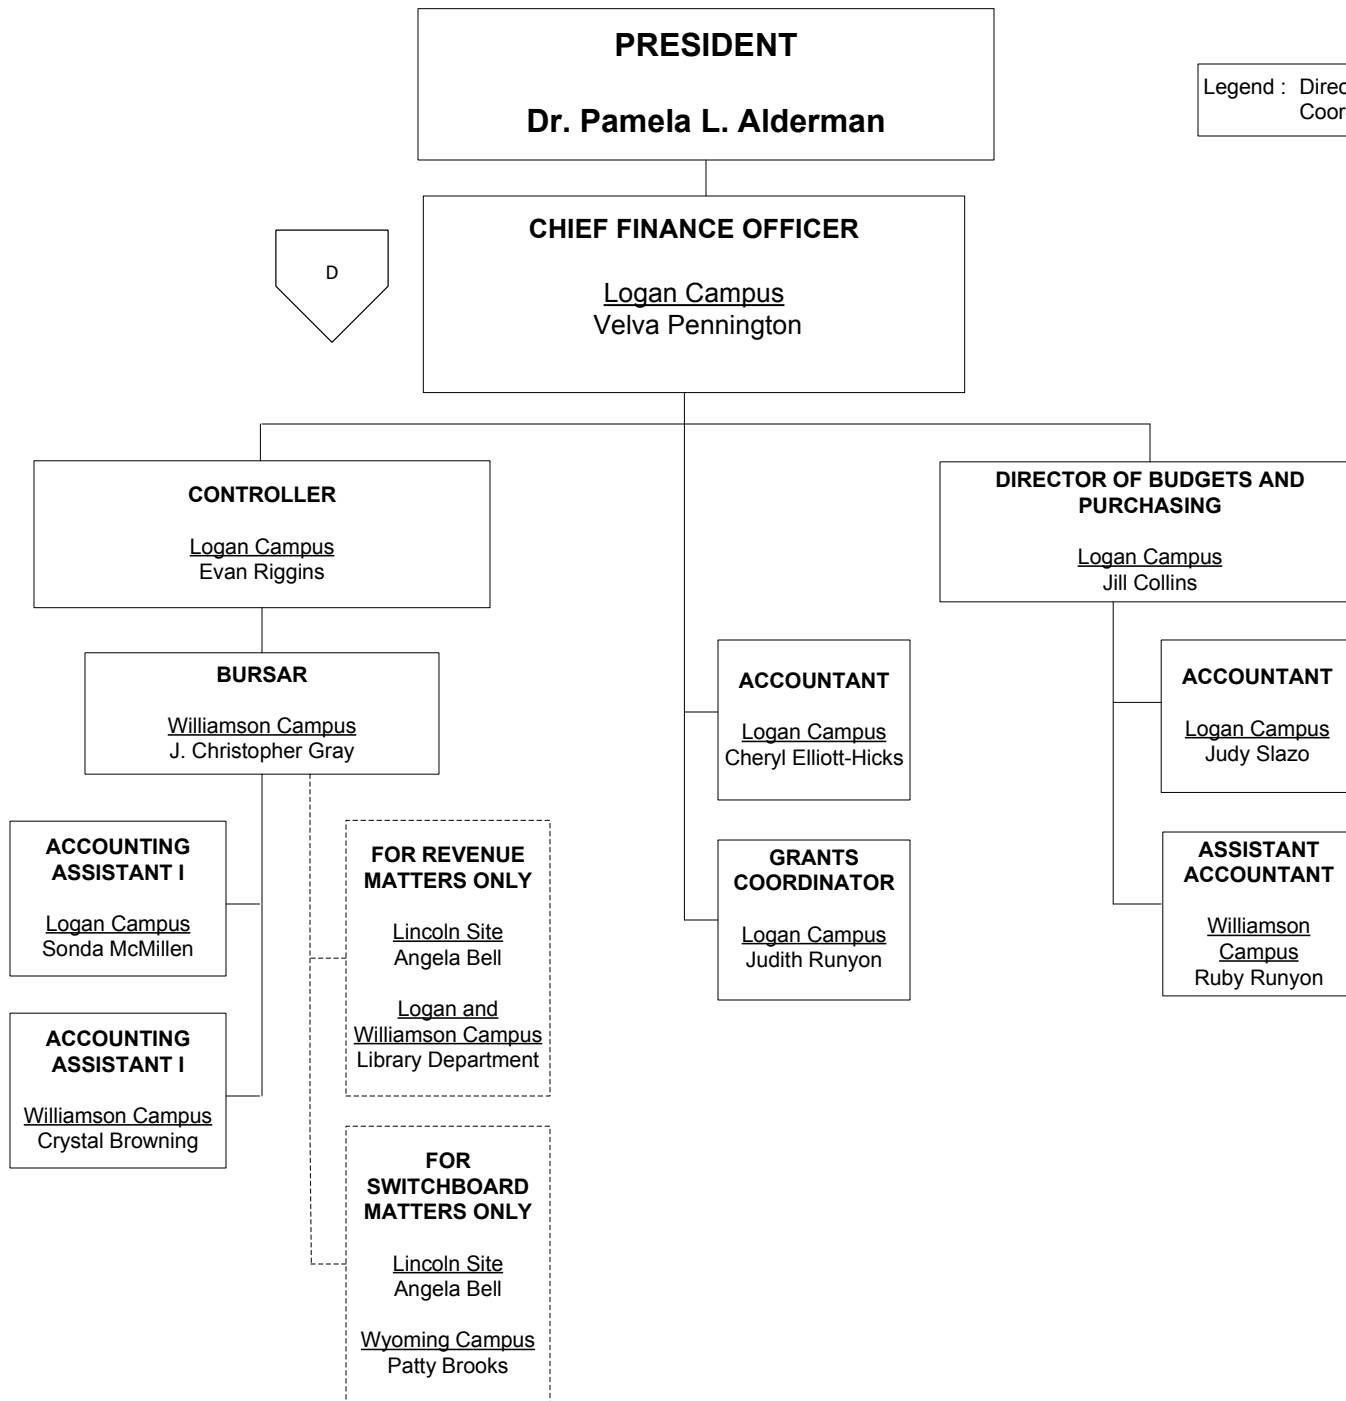 PRESIDENT
Dr. Pamela L. Alderman
Legend :
CHIEF FINANCE OFFICER
Logan Campus
Velva Pennington
D
CONTROLLER
Logan Campus
Evan Riggins
DIRECTOR OF BUDGETS AND
PURCHASING
Logan Campus
Jill Collins
BURSAR
Williamson Campus
J. Christopher Gray
ACCOUNTANT
Logan Campus
Cheryl Elliott-Hicks
ACCOUNTANT
Logan Campus
Judy Slazo
ACCOUNTING
ASSISTANT I
Logan Campus
Sonda McMillen
FOR REVENUE
MATTERS ONLY
Lincoln Site
Angela Bell
Logan and
Williamson Campus
Library Department
GRANTS
COORDINATOR
Logan Campus
Judith Runyon
ASSISTANT
ACCOUNTANT
Williamson
Campus
Ruby Runyon
ACCOUNTING
ASSISTANT I
Williamson Campus
Crystal Browning
FOR
SWITCHBOARD
MATTERS ONLY
Lincoln Site
Angela Bell
Wyoming Campus
Patty Brooks